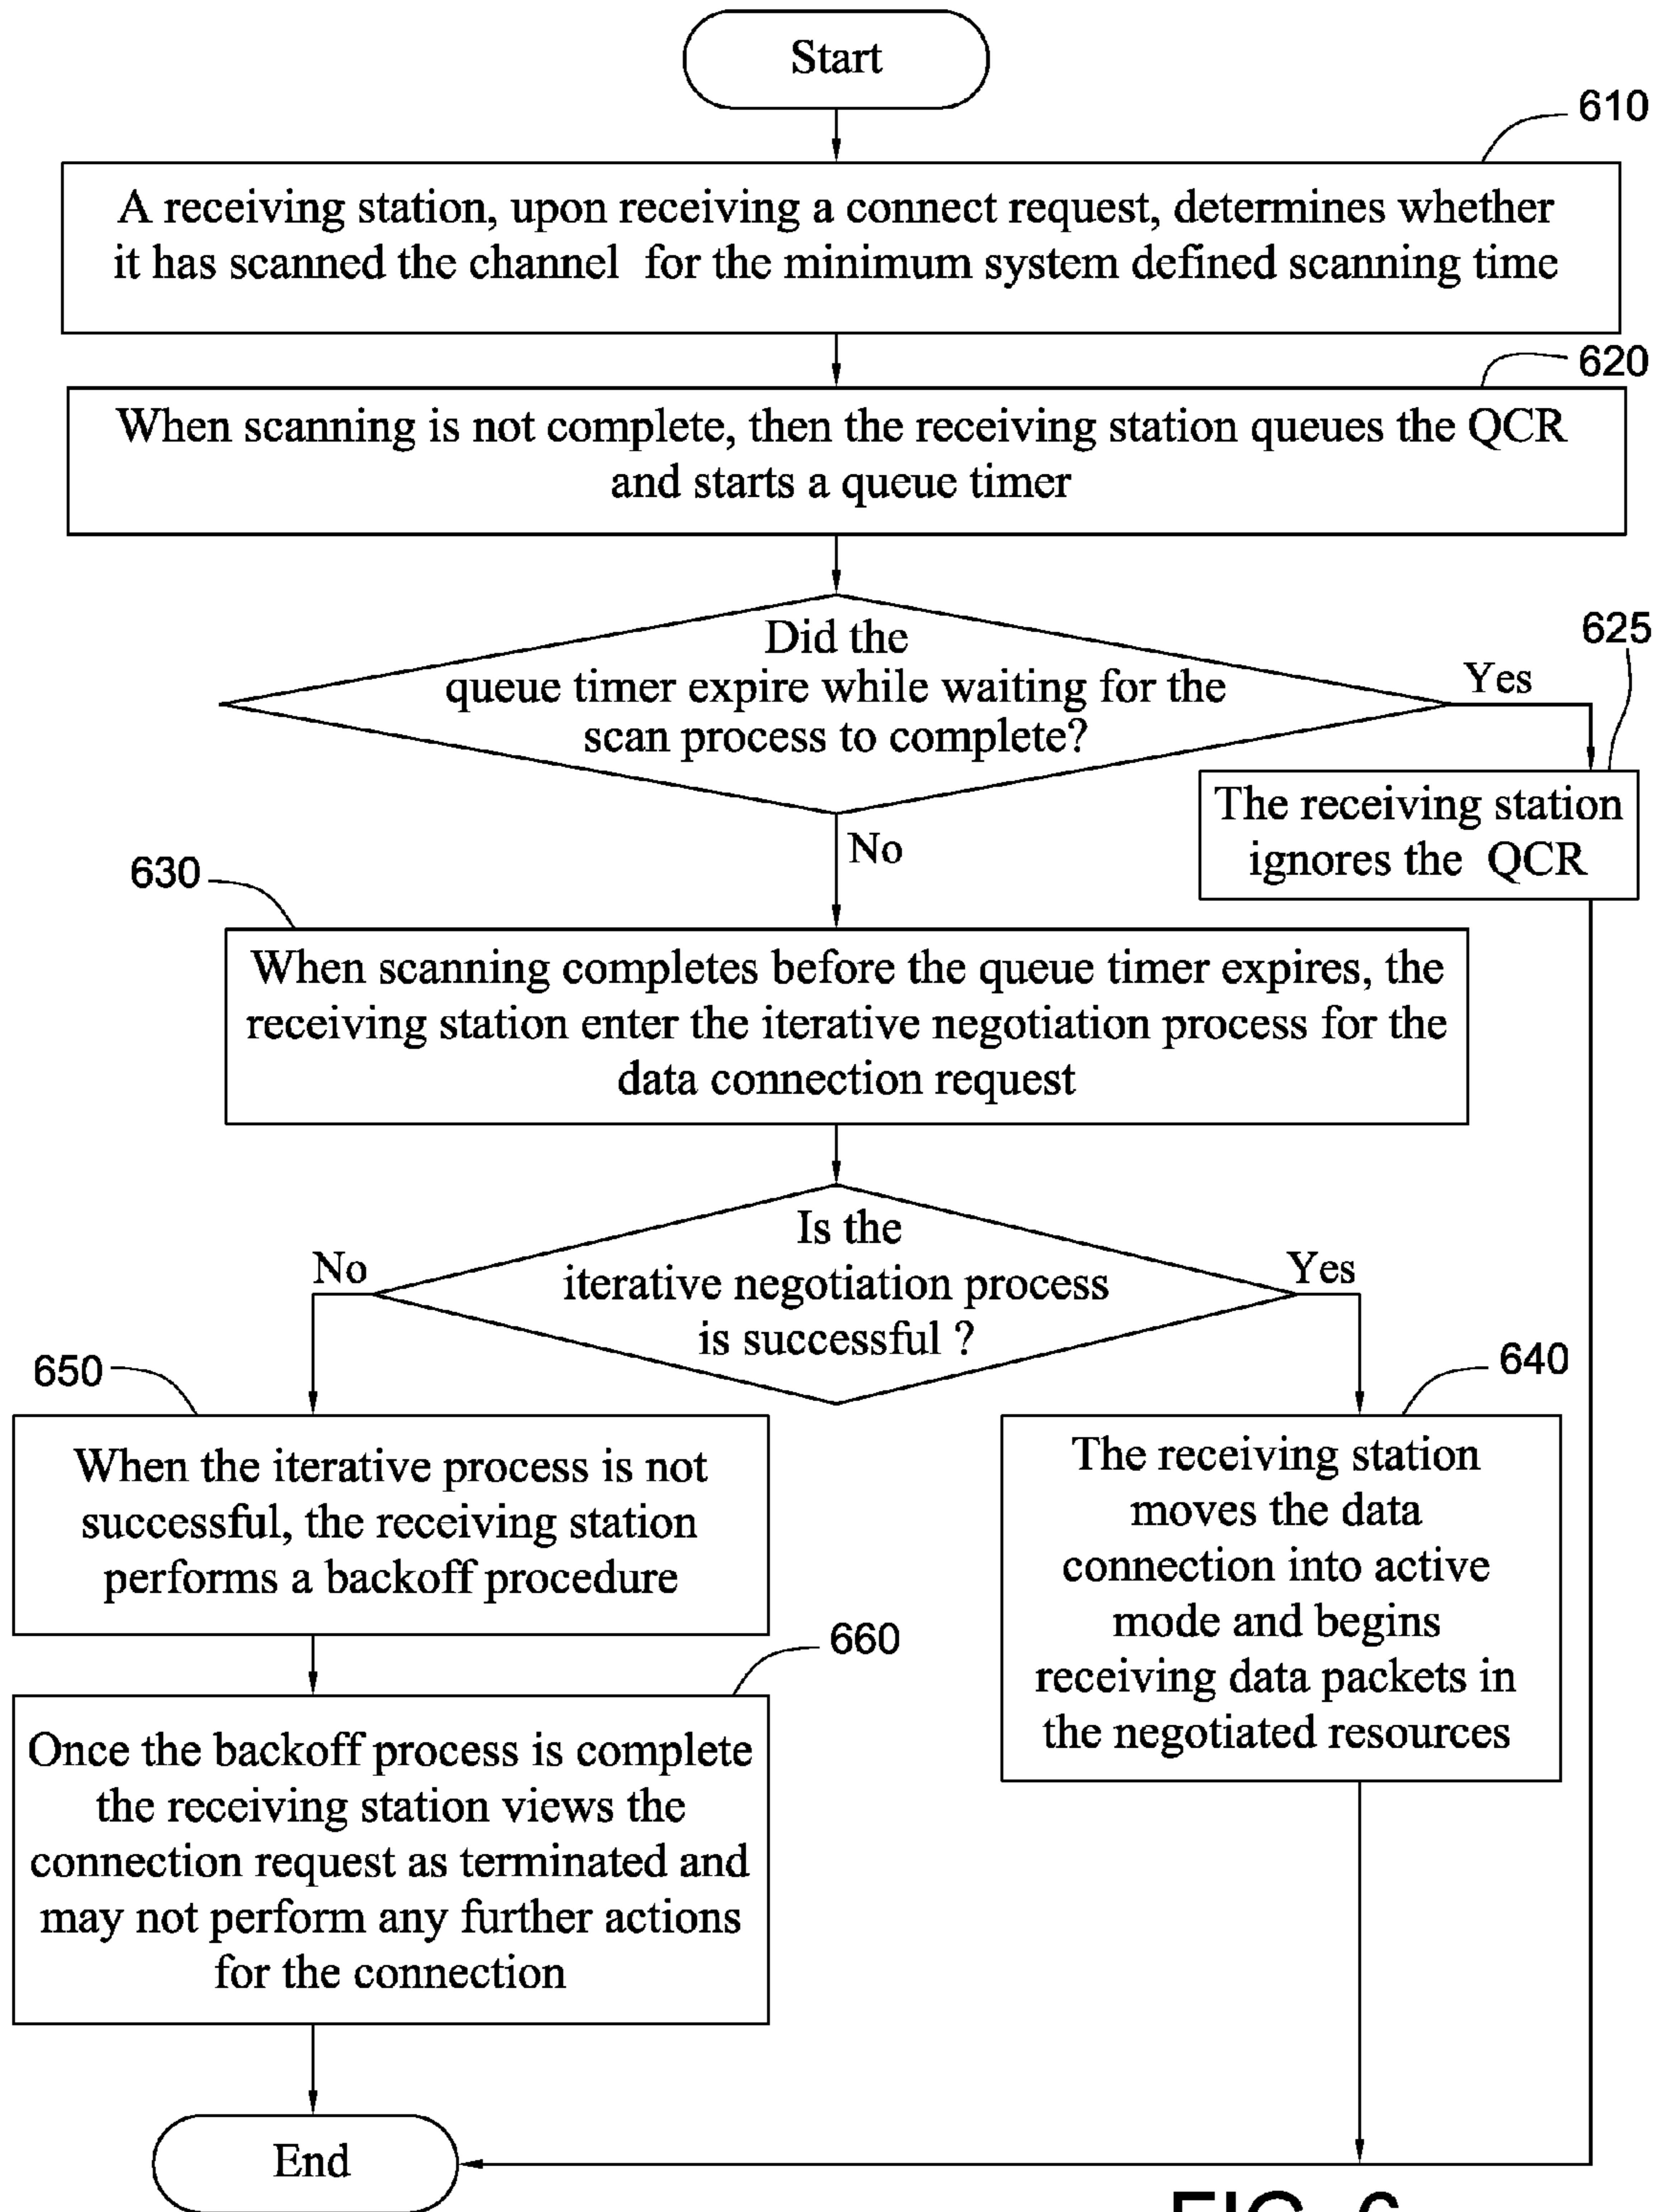 Start
610
A receiving station, upon receiving a connect request, determines whether
it has scanned the channel for the minimum system defined scanning time
620
When scanning is not complete, then the receiving station queues the QCR
and starts a queue timer
Did the
queue timer expire while waiting for the
scan process to complete?
Yes
625
The receiving station
ignores the QCR
No
630
When scanning completes before the queue timer expires, the
receiving station enter the iterative negotiation process for the
data connection request
Is the
iterative negotiation process
is successful ?
No
Yes
650
When the iterative process is not
successful, the receiving station
performs a backoff procedure
640
The receiving station
moves the data
connection into active
mode and begins
receiving data packets in
the negotiated resources
660
Once the backoff process is complete
the receiving station views the
connection request as terminated and
may not perform any further actions
for the connection
End
FIG. 6